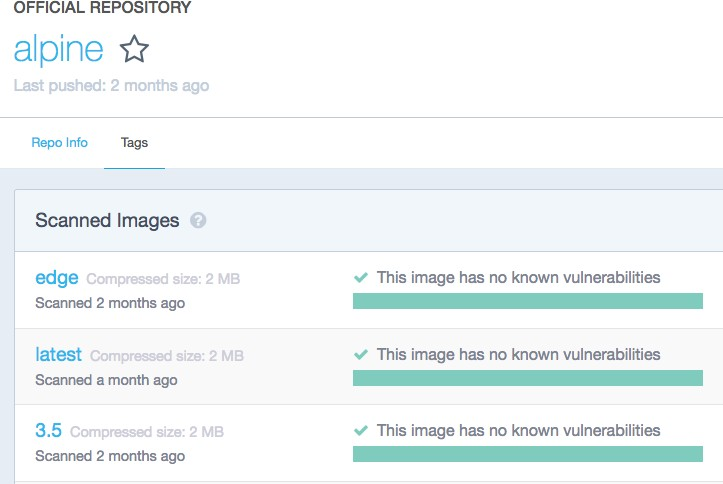 OFFICIAL REPOSITORY
alpine
Last pushed: 2 months ago
Repo Info Tags
Scanned Images ?
edge Compressed size: 2 MB This image has no known vulnerabilities
Scanned 2 months ago
latest Compressed size: 2 MB This image has no known vulnerabilities
Scanned a month ago
3.5 Compressed size: 2 MB This image has no known vulnerabilities
Scanned 2 months ago